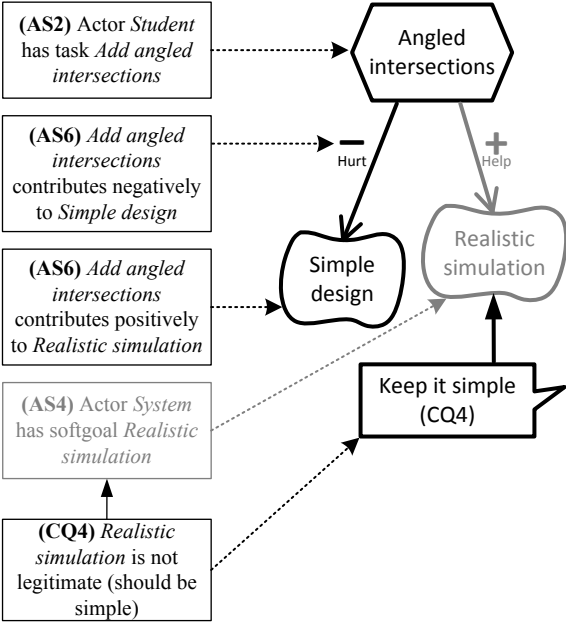 (AS2) Actor Student
has task Add angled
intersections
(AS6) Add angled
intersections
contributes negatively
to Simple design
(AS6) Add angled
intersections
contributes positively
to Realistic simulation
(AS4) Actor System
has softgoal Realistic
simulation
(CQ4) Realistic
simulation is not
legitimate (should be
simple)
Angled
intersections
Hurt
Help
Simple
design
Realistic
simulation
Keep it simple
(CQ4)